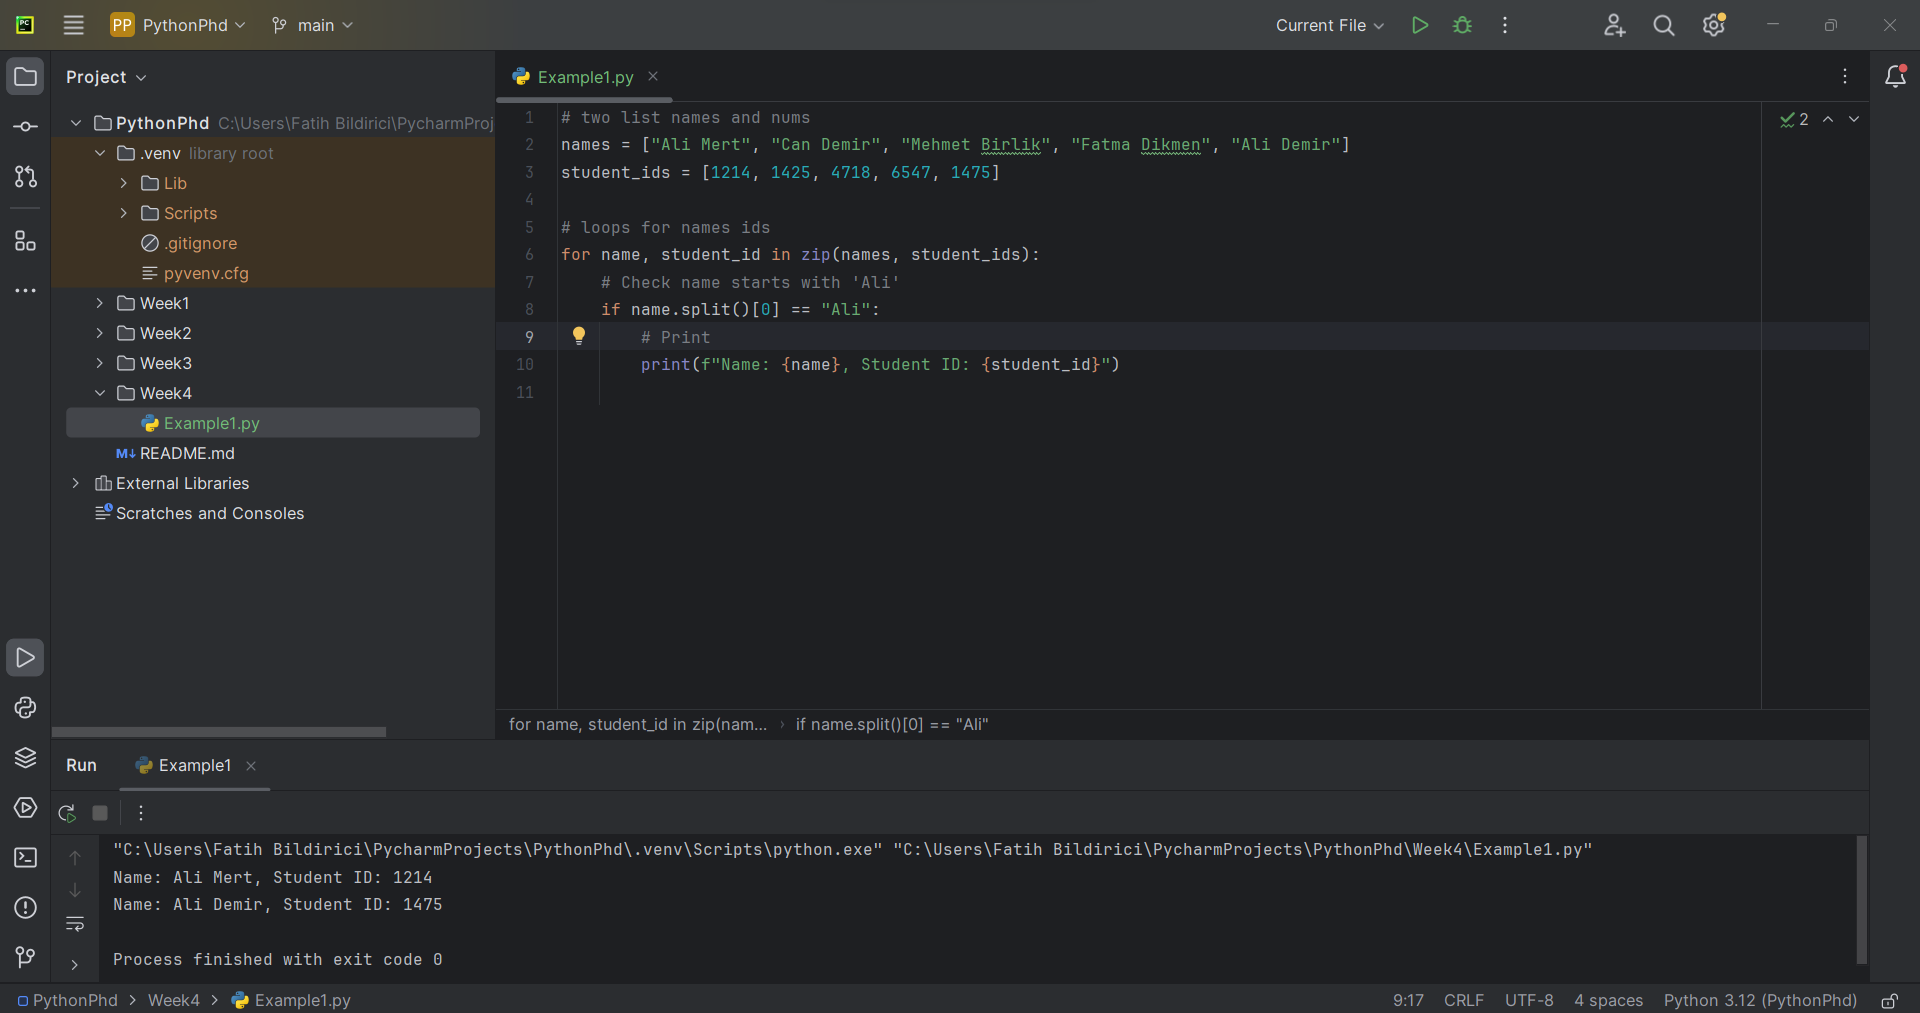 PC
PP PythonPhd main Current File
Project
Example1.py
PythonPhd C:\Users\Fatih Bildirici\PycharmProj
.venv library root
Lib
Scripts
.gitignore
pyvenv.cfg
Week1
Week2
Week3
Week4
Example1.py
M↓ README.md
External Libraries
Scratches and Consoles
1 # two list names and nums
2 names = ["Ali Mert", "Can Demir", "Mehmet Birlik", "Fatma Dikmen", "Ali Demir"]
3 student_ids = [1214, 1425, 4718, 6547, 1475]
4
5 # loops for names ids
6 for name, student_id in zip(names, student_ids):
7     # Check name starts with 'Ali'
8     if name.split()[0] == "Ali":
9         # Print
10         print(f"Name: {name}, Student ID: {student_id}")
11
2
for name, student_id in zip(nam... › if name.split()[0] == "Ali"
Run Example1
"C:\Users\Fatih Bildirici\PycharmProjects\PythonPhd\.venv\Scripts\python.exe" "C:\Users\Fatih Bildirici\PycharmProjects\PythonPhd\Week4\Example1.py"
Name: Ali Mert, Student ID: 1214
Name: Ali Demir, Student ID: 1475
Process finished with exit code 0
PythonPhd > Week4 > Example1.py 9:17 CRLF UTF-8 4 spaces Python 3.12 (PythonPhd)